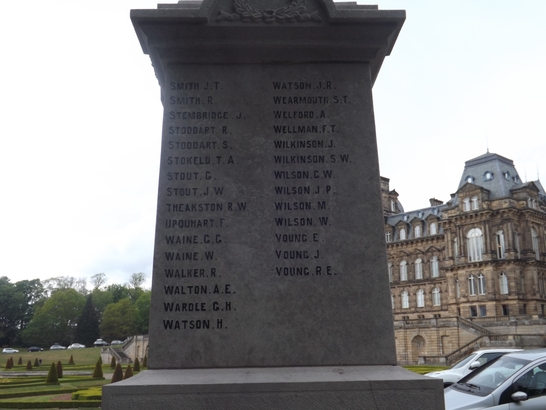 SMITH. J. T.
SMITH. R
STEMBRIDGE. J.
STODDART. R.
STODDART. S.
STOKELD. T. A
STOUT. G.
STOUT. J. W
THEAKSTON. R. W
URQUHART. F.
WAINE. G. G.
WAINE. W.
WALKER. R.
WALTON. A. E.
WARDLE. G. H.
WATSON. H.
WATSON. J. R.
WEARMOUTH. S. T.
WELFORD. A.
WELLMAN. F. T.
WILKINSON. J.
WILKINSON. S. W.
WILSON. G. W.
WILSON. J. P.
WILSON. M.
WILSON. W.
YOUNG. E
YOUNG. J.
YOUNG. R. E.